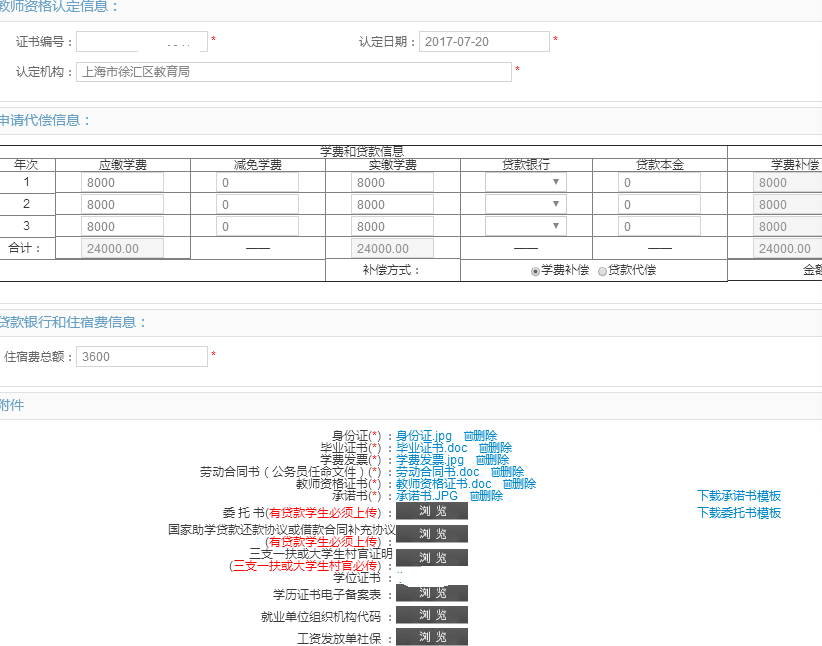 教师资格认定信息：
证书编号： * 认定日期： 2017-07-20 *
认定机构： 上海市徐汇区教育局 *
申请代偿信息：
学费和贷款信息
年次 应缴学费 减免学费 实缴学费 贷款银行 贷款本金 学费补偿
1 8000 0 8000 0 8000
2 8000 0 8000 0 8000
3 8000 0 8000 0 8000
合计： 24000.00 —— 24000.00 —— —— 24000.00
补偿方式： 学费补偿 贷款代偿 金额
贷款银行和住宿费信息：
住宿费总额： 3600 *
附件
身份证(*) ： 身份证.jpg 删除
毕业证书(*) ： 毕业证书.doc 删除
学费发票(*) ： 学费发票.jpg 删除
劳动合同书（公务员任命文件）(*) ： 劳动合同书.doc 删除
教师资格证书(*) ： 教师资格证书.doc 删除
承诺书(*) ： 承诺书.JPG 删除 下载承诺书模板
委 托 书(有贷款学生必须上传) ： 浏 览 下载委托书模板
国家助学贷款还款协议或借款合同补充协议
(有贷款学生必须上传) ： 浏 览
三支一扶或大学生村官证明
(三支一扶或大学生村官必传) ： 浏 览
学位证书 ：
学历证书电子备案表 ： 浏 览
就业单位组织机构代码 ： 浏 览
工资发放单社保 ： 浏 览